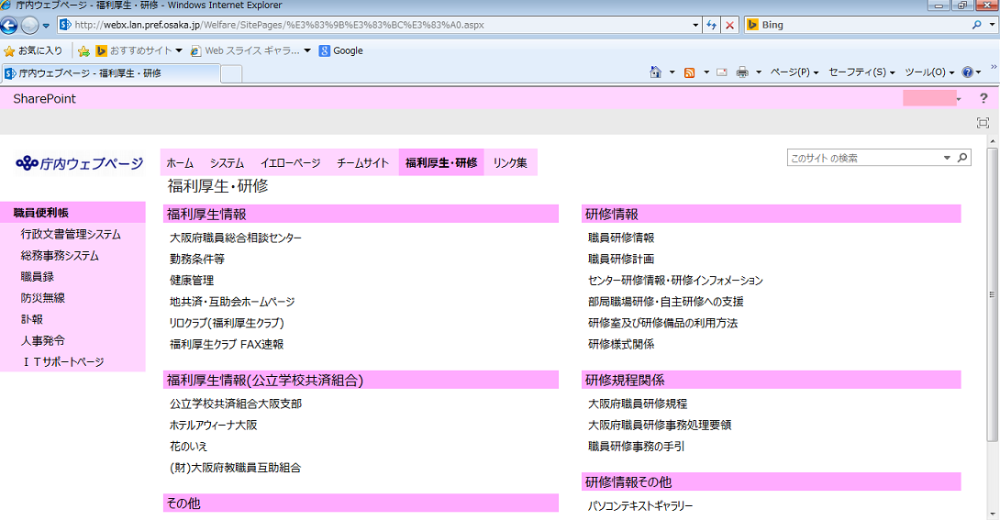 庁内ウェブページ - 福利厚生・研修 - Windows Internet Explorer
http://webx.lan.pref.osaka.jp/Welfare/SitePages/%E3%83%9B%E3%83%BC%E3%83%A0.aspx
Bing
お気に入り
おすすめサイト
Web スライス ギャラ...
Google
庁内ウェブページ - 福利厚生・研修
ページ(P)
セーフティ(S)
ツール(O)
SharePoint
庁内ウェブページ
ホーム
システム
イエローページ
チームサイト
福利厚生・研修
リンク集
このサイト の検索
福利厚生・研修
職員便利帳
行政文書管理システム
総務事務システム
職員録
防災無線
訃報
人事発令
ITサポートページ
福利厚生情報
大阪府職員総合相談センター
勤務条件等
健康管理
地共済・互助会ホームページ
リロクラブ(福利厚生クラブ)
福利厚生クラブ FAX速報
福利厚生情報(公立学校共済組合)
公立学校共済組合大阪支部
ホテルアウィーナ大阪
花のいえ
(財)大阪府教職員互助組合
その他
研修情報
職員研修情報
職員研修計画
センター研修情報・研修インフォメーション
部局職場研修・自主研修への支援
研修室及び研修備品の利用方法
研修様式関係
研修規程関係
大阪府職員研修規程
大阪府職員研修事務処理要領
職員研修事務の手引
研修情報その他
パソコンテキストギャラリー